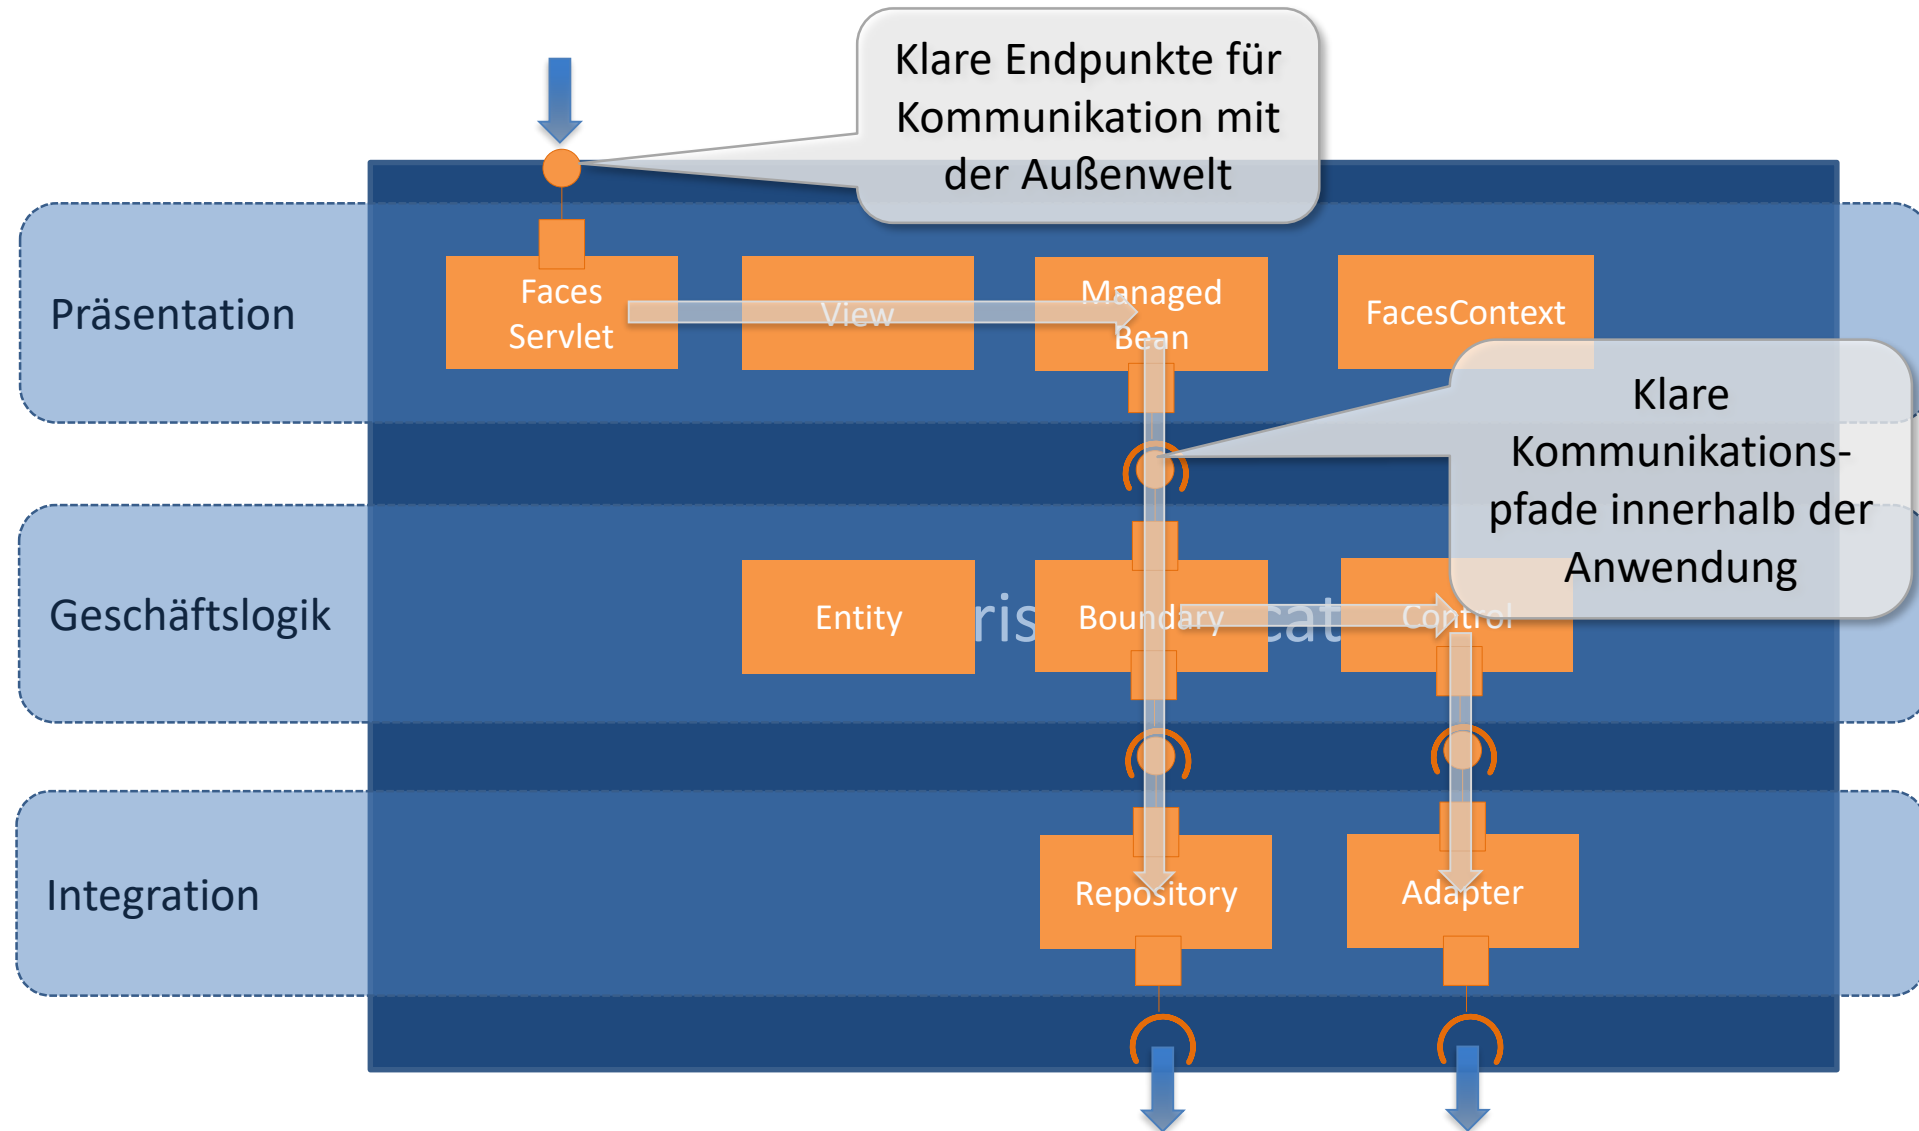 Klare Endpunkte für
Kommunikation mit
der Außenwelt
Präsentation
Faces
Servlet
View
Managed
Bean
FacesContext
Klare
Kommunikations-
pfade innerhalb der
Anwendung
Geschäftslogik
Entity
Boundary
Control
Integration
Repository
Adapter